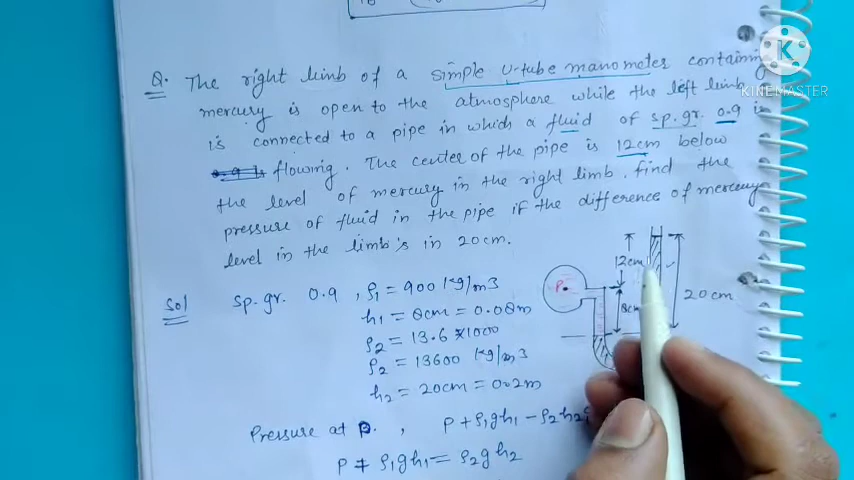 Q. The right limb of a simple U-tube manometer containing
mercury is open to the atmosphere while the left limb
is connected to a pipe in which a fluid of sp.gr. 0.9 is
flowing. The center of the pipe is 12cm below
the level of mercury in the right limb. find the
pressure of fluid in the pipe if the difference of mercury
level in the limb's in 20cm.
Sol Sp.gr. 0.9 , ρ1 = 900 kg/m3
h1 = 8cm = 0.08m
ρ2 = 13.6 × 1000
ρ2 = 13600 kg/m3
h2 = 20cm = 0.2m
Pressure at P. , P + ρ1gh1 - ρ2h2
P + ρ1gh1 = ρ2gh2
P
12cm
8cm
20cm
KINEMASTER